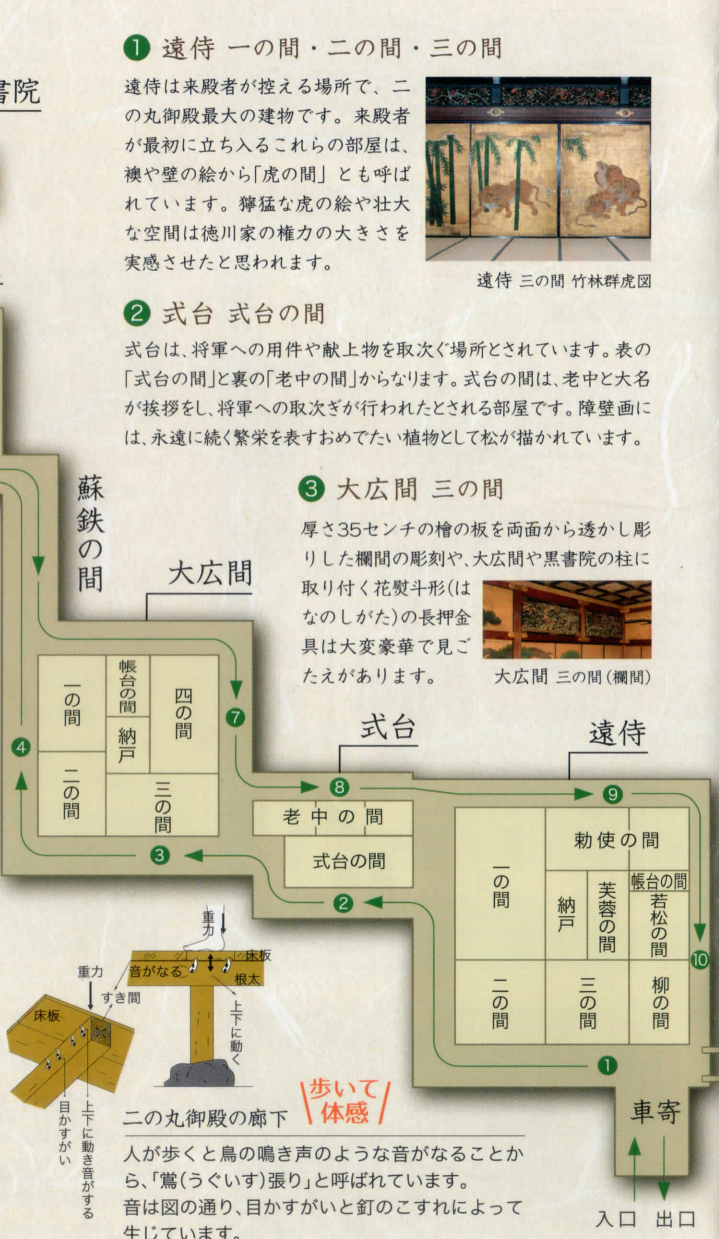 書院
❶ 遠侍 一の間・二の間・三の間
遠侍は来殿者が控える場所で、二
の丸御殿最大の建物です。来殿者
が最初に立ち入るこれらの部屋は、
襖や壁の絵から「虎の間」とも呼ば
れています。獰猛な虎の絵や壮大
な空間は徳川家の権力の大きさを
実感させたと思われます。
遠侍 三の間 竹林群虎図
❷ 式台 式台の間
式台は、将軍への用件や献上物を取次ぐ場所とされています。表の
「式台の間」と裏の「老中の間」からなります。式台の間は、老中と大名
が挨拶をし、将軍への取次ぎが行われたとされる部屋です。障壁画に
は、永遠に続く繁栄を表すおめでたい植物として松が描かれています。
❸ 大広間 三の間
厚さ35センチの檜の板を両面から透かし彫
りした欄間の彫刻や、大広間や黒書院の柱に
取り付く花熨斗形(は
なのしがた)の長押金
具は大変豪華で見ご
たえがあります。
大広間 三の間(欄間)
蘇鉄の間
大広間
一の間
帳台の間
四の間
納戸
二の間
三の間
❹
❼
❸
式台
❽
老中の間
式台の間
❷
遠侍
❾
勅使の間
一の間
納戸
芙蓉の間
帳台の間
若松の間
❿
二の間
三の間
柳の間
❶
車寄
入口
出口
重力
床板
音がなる
根太
上下に動く
重力
すき間
床板
目かすがい
上下に動き音がする
二の丸御殿の廊下
歩いて
体感
人が歩くと鳥の鳴き声のような音がなることか
ら、「鴬(うぐいす)張り」と呼ばれています。
音は図の通り、目かすがいと釘のこすれによって
生じています。